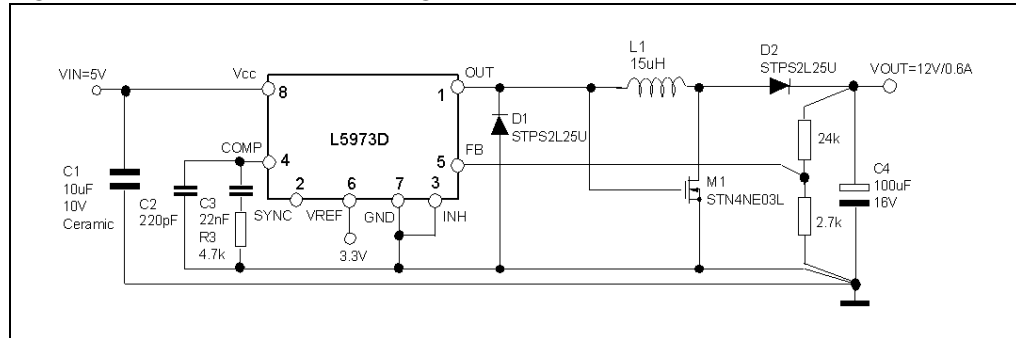 L1
15uH
D2
STPS2L25U
VIN=5V
Vcc
OUT
VOUT=12V/0.6A
8
1
D1
STPS2L25U
24k
L5973D
COMP
4
5
FB
C1
10uF
10V
Ceramic
C2
220pF
C3
22nF
R3
4.7k
2
6
7
3
SYNC
VREF
GND
INH
3.3V
M1
STN4NE03L
2.7k
C4
100uF
16V